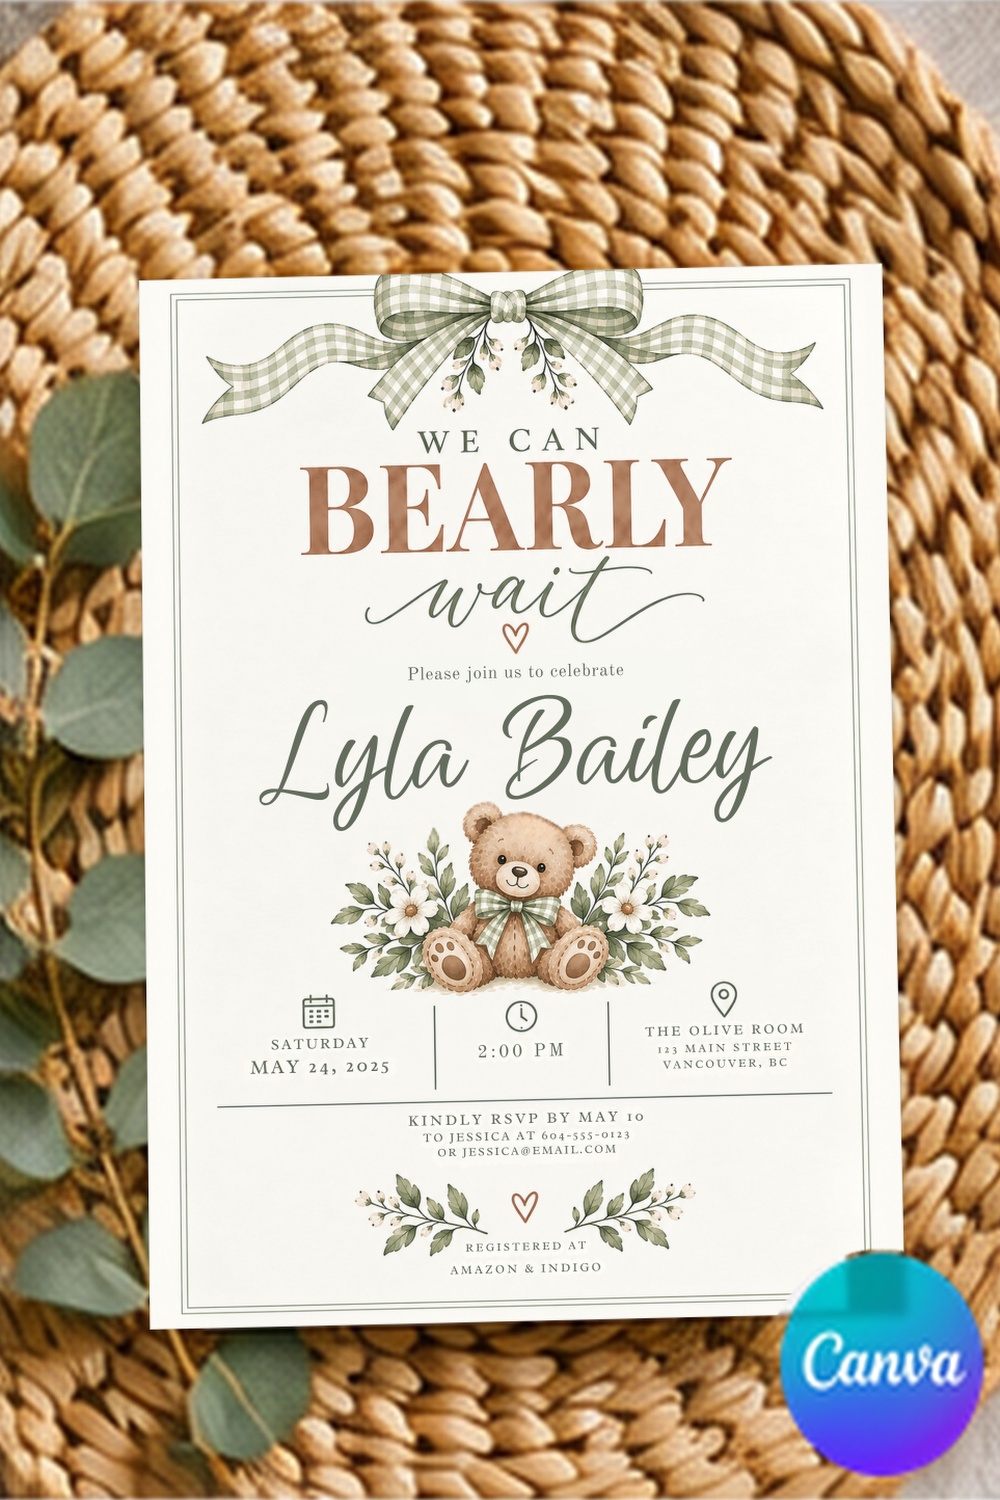 WE CAN
BEARLY
wait
Please join us to celebrate
Lyla Bailey
SATURDAY
MAY 24, 2025
2:00 PM
THE OLIVE ROOM
123 MAIN STREET
VANCOUVER, BC
KINDLY RSVP BY MAY 10
TO JESSICA AT 604-555-0123
OR JESSICA@EMAIL.COM
REGISTERED AT
AMAZON & INDIGO
Canva